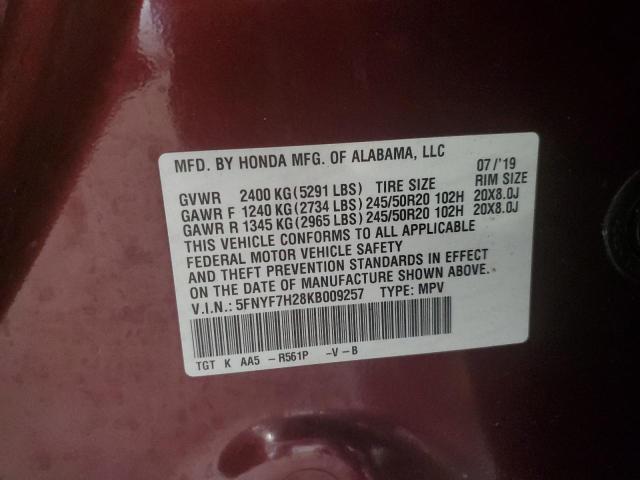 MFD. BY HONDA MFG. OF ALABAMA, LLC 07/'19
GVWR 2400 KG(5291 LBS) TIRE SIZE RIM SIZE
GAWR F 1240 KG(2734 LBS)245/50R20 102H 20X8.0J
GAWR R 1345 KG(2965 LBS)245/50R20 102H 20X8.0J
THIS VEHICLE CONFORMS TO ALL APPLICABLE
FEDERAL MOTOR VEHICLE SAFETY
AND THEFT PREVENTION STANDARDS IN EFFECT
ON THE DATE OF MANUFACTURE SHOWN ABOVE.
V.I.N.: 5FNYF7H28KB009257 TYPE: MPV
TGT K AA5 -R561P -V-B